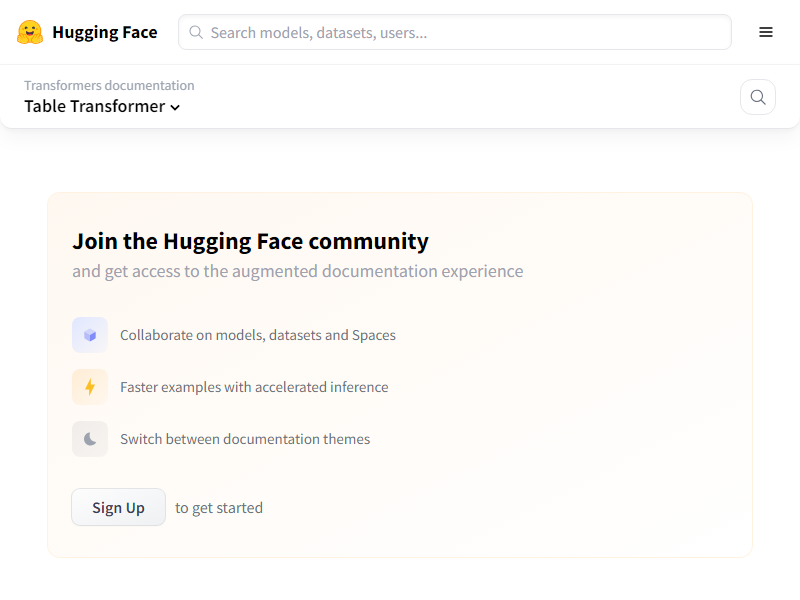 Hugging Face
Search models, datasets, users...
Transformers documentation
Table Transformer
Join the Hugging Face community
and get access to the augmented documentation experience
Collaborate on models, datasets and Spaces
Faster examples with accelerated inference
Switch between documentation themes
Sign Up to get started